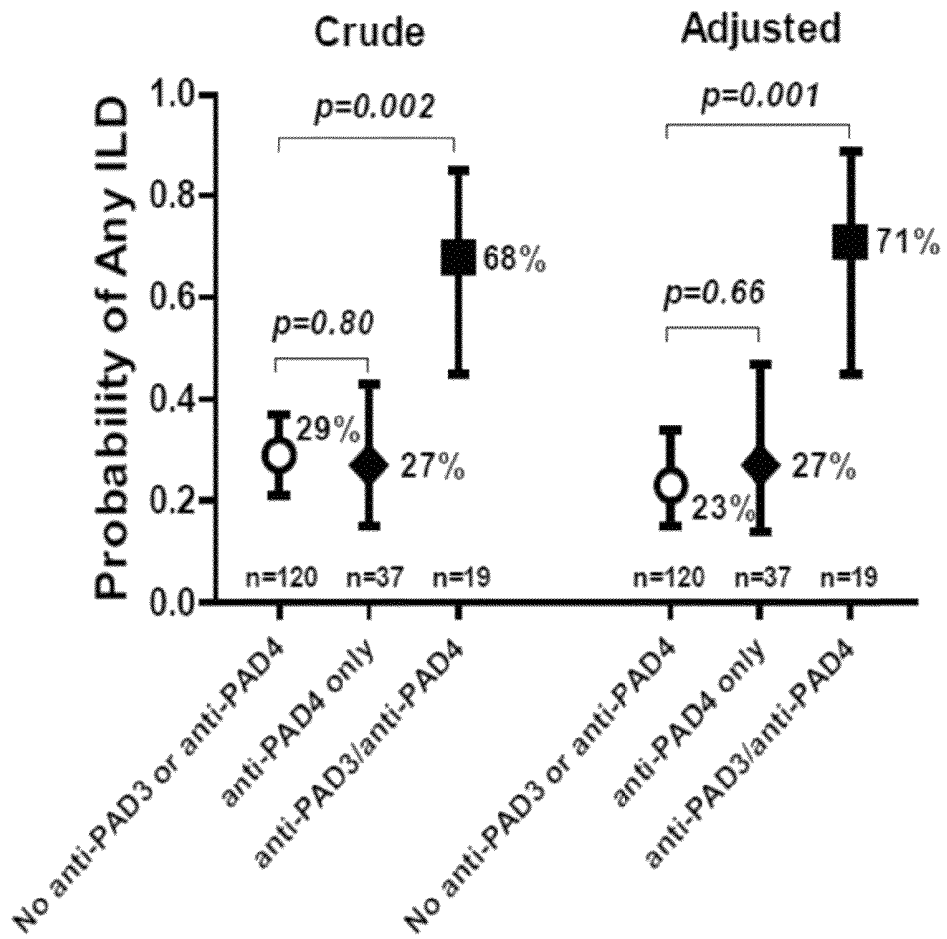 Crude
Adjusted
Probability of Any ILD
1.0
0.8
0.6
0.4
0.2
0.0
p=0.002
p=0.80
29%
27%
68%
n=120
n=37
n=19
p=0.001
p=0.66
23%
27%
71%
n=120
n=37
n=19
No anti-PAD3 or anti-PAD4
anti-PAD4 only
anti-PAD3/anti-PAD4
No anti-PAD3 or anti-PAD4
anti-PAD4 only
anti-PAD3/anti-PAD4